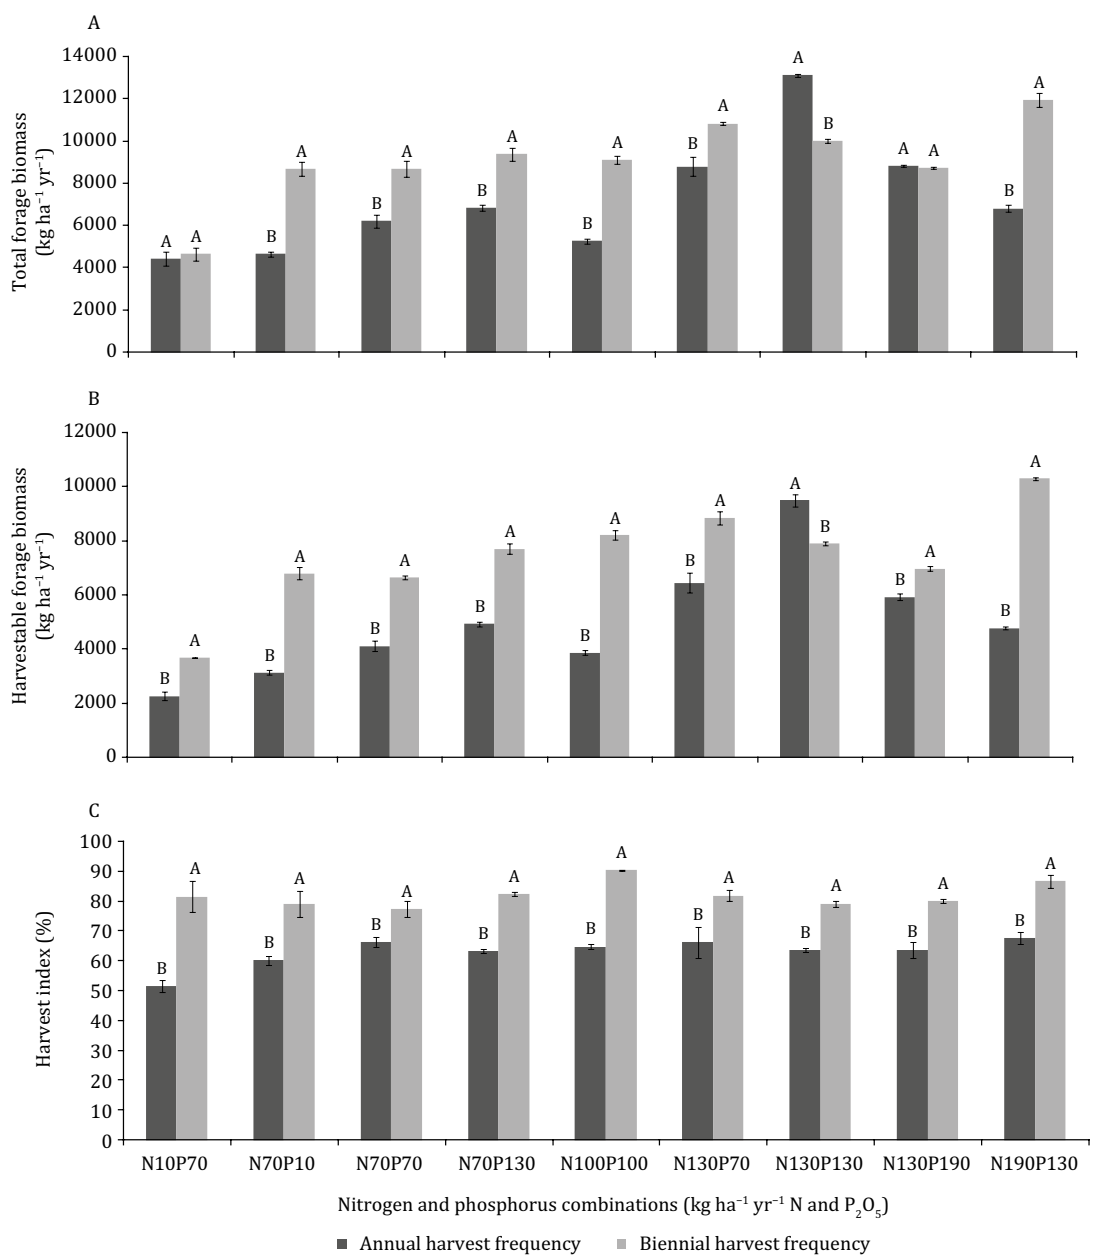 A
Total forage biomass
(kg ha⁻¹ yr⁻¹)
14000
12000
10000
8000
6000
4000
2000
0
A A B A B A B A B A B A A B A A B A
B
Harvestable forage biomass
(kg ha⁻¹ yr⁻¹)
12000
10000
8000
6000
4000
2000
0
B A B A B A B A B A B A A B B A B A
C
Harvest index (%)
100
90
80
70
60
50
40
30
20
10
0
B A B A B A B A B A B A B A B A B A
N10P70 N70P10 N70P70 N70P130 N100P100 N130P70 N130P130 N130P190 N190P130
Nitrogen and phosphorus combinations (kg ha⁻¹ yr⁻¹ N and P₂O₅)
Annual harvest frequency Biennial harvest frequency